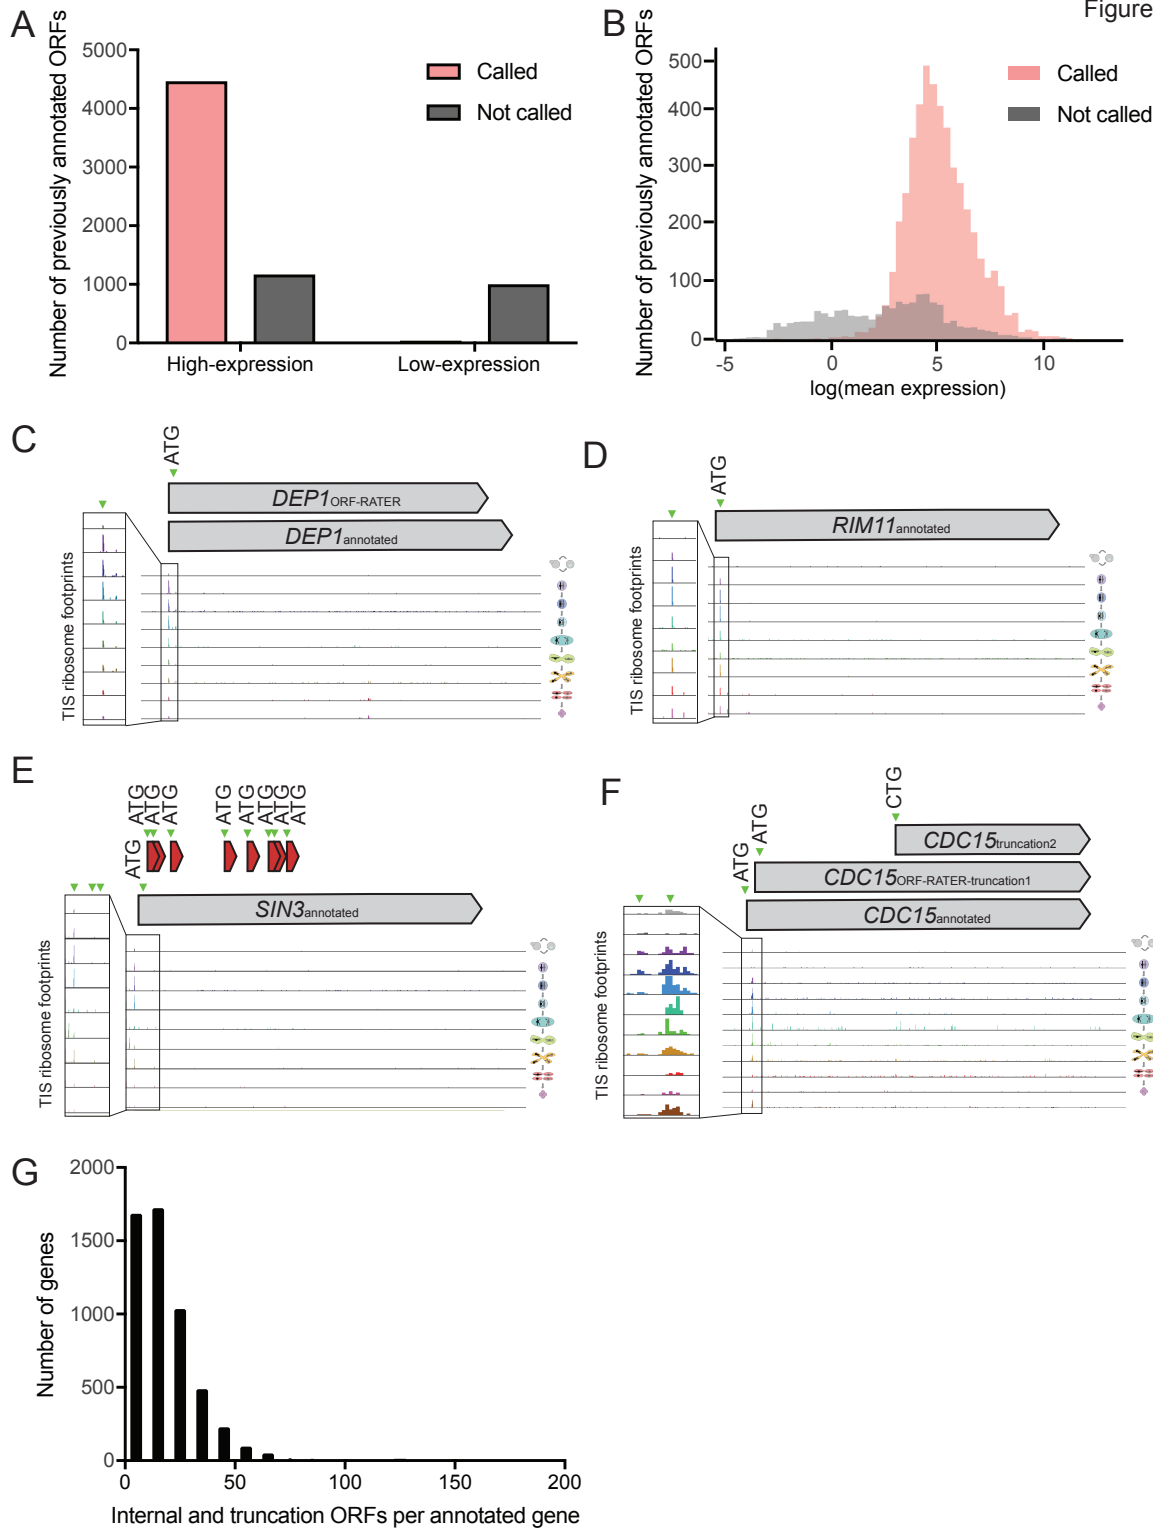 Figure
A
Number of previously annotated ORFs
5000
4000
3000
2000
1000
0
High-expression
Low-expression
Called
Not called
B
Number of previously annotated ORFs
500
400
300
200
100
0
-5
0
5
10
log(mean expression)
Called
Not called
C
ATG
DEP1ORF-RATER
DEP1annotated
TIS ribosome footprints
D
ATG
RIM11annotated
TIS ribosome footprints
E
ATG
ATG
ATG
ATG
ATG
ATG
ATG
ATG
ATG
SIN3annotated
TIS ribosome footprints
F
CTG
ATG
ATG
CDC15truncation2
CDC15ORF-RATER-truncation1
CDC15annotated
TIS ribosome footprints
G
Number of genes
2000
1500
1000
500
0
0
50
100
150
200
Internal and truncation ORFs per annotated gene